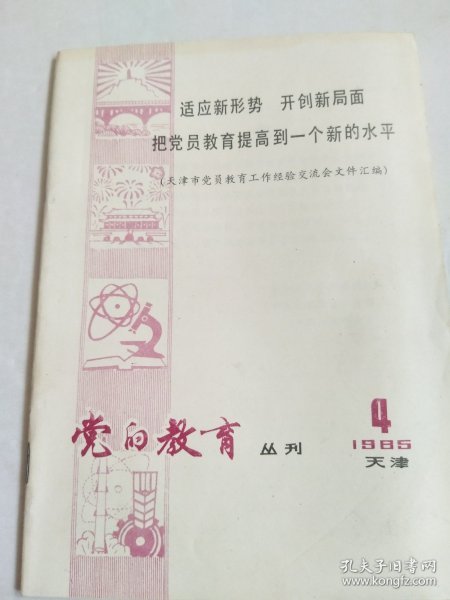 适应新形势 开创新局面
把党员教育提高到一个新的水平
(天津市党员教育工作经验交流会文件汇编)
党的教育 丛刊
4
1985
天津
孔夫子旧书网
www.kongfz.com